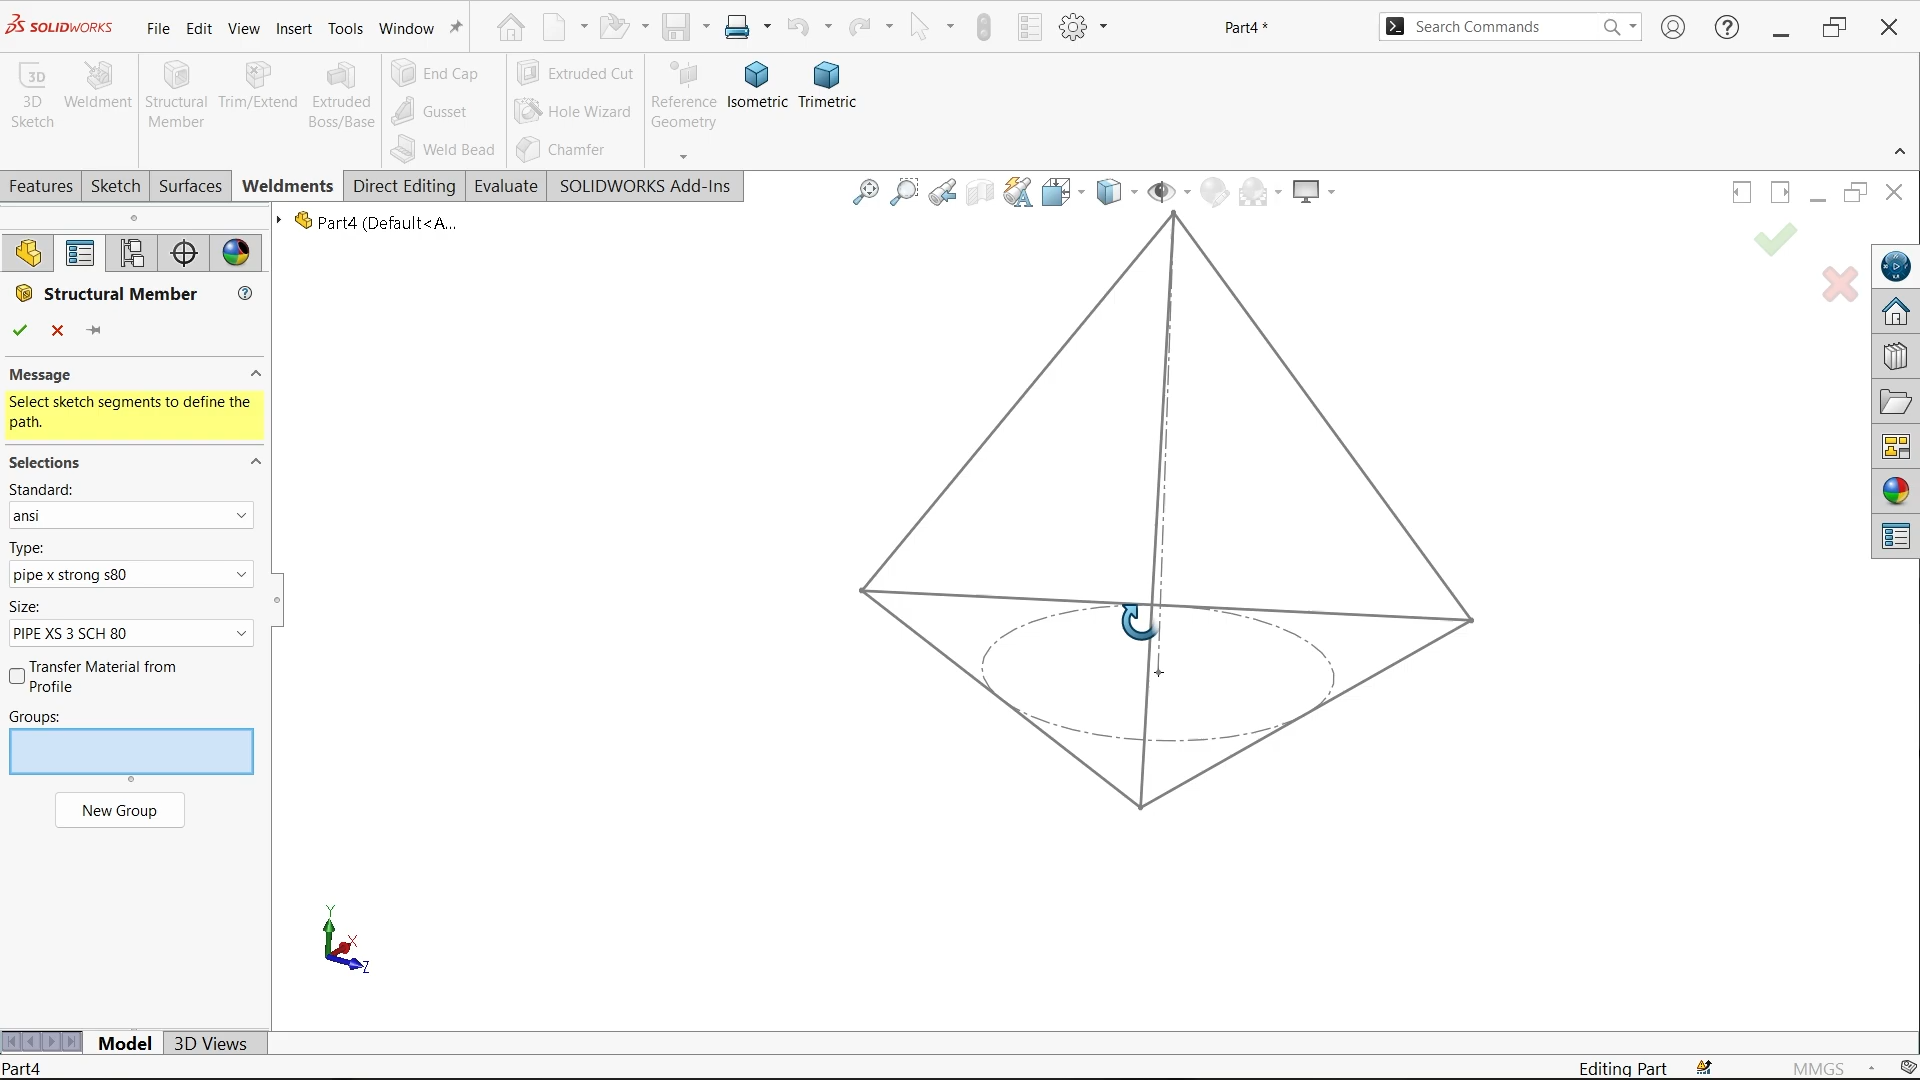 SOLIDWORKS
File Edit View Insert Tools Window
Part4 *
Search Commands
3D Sketch
Weldment
Structural Member
Trim/Extend
Extruded Boss/Base
End Cap
Gusset
Weld Bead
Extruded Cut
Hole Wizard
Chamfer
Reference Geometry
Isometric
Trimetric
Features Sketch Surfaces Weldments Direct Editing Evaluate SOLIDWORKS Add-Ins
Part4 (Default<A...
Structural Member
Message
Select sketch segments to define the
path.
Selections
Standard:
ansi
Type:
pipe x strong s80
Size:
PIPE XS 3 SCH 80
Transfer Material from
Profile
Groups:
New Group
Y
X
Z
Model 3D Views
Part4
Editing Part
MMGS